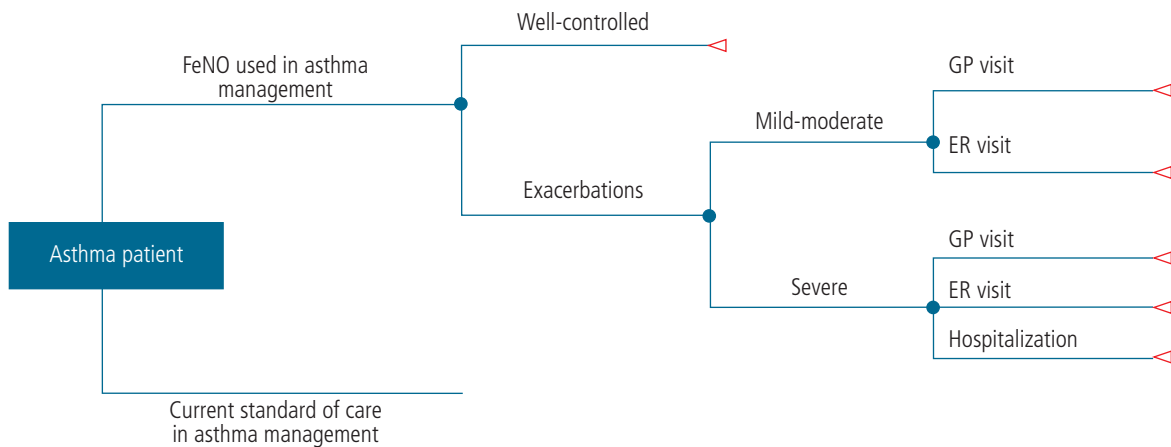 Well-controlled
FeNO used in asthma
management
GP visit
Mild-moderate
ER visit
Exacerbations
Asthma patient
GP visit
Severe
ER visit
Hospitalization
Current standard of care
in asthma management